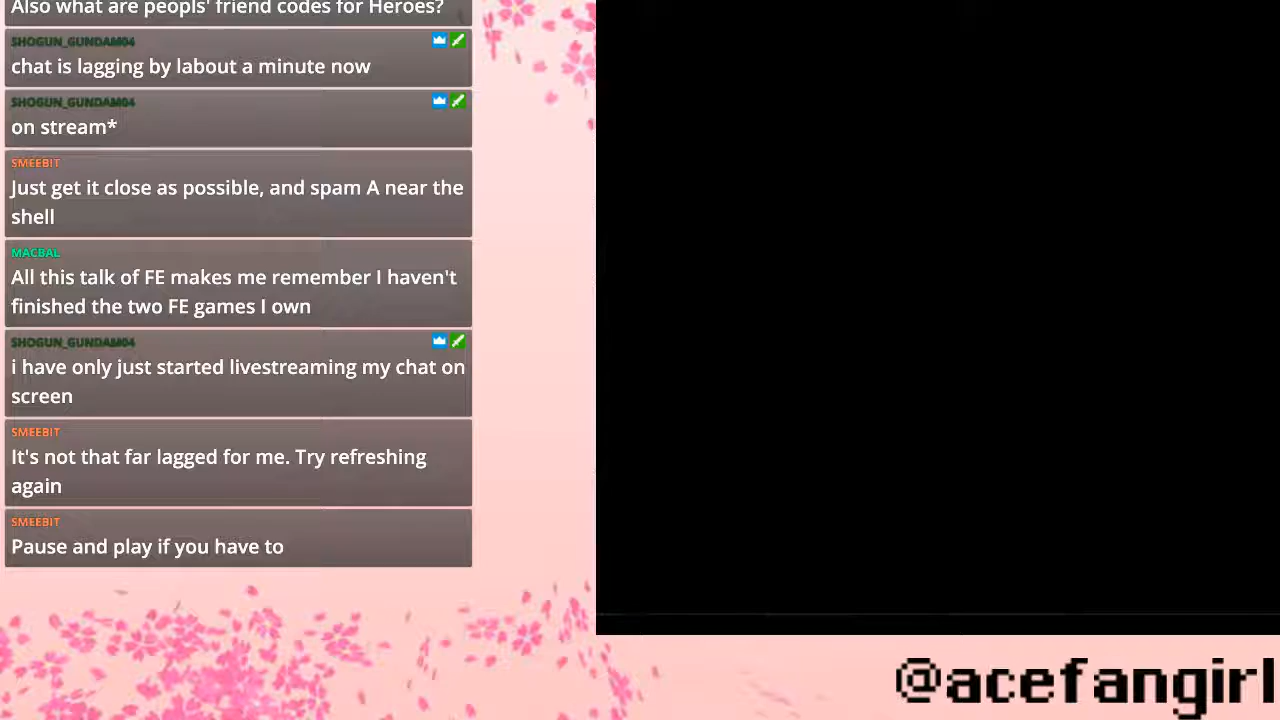 Also what are peopls' friend codes for Heroes?
SHOGUN_GUNDAM04
chat is lagging by labout a minute now
SHOGUN_GUNDAM04
on stream*
SMEEBIT
Just get it close as possible, and spam A near the
shell
MACBAL
All this talk of FE makes me remember I haven't
finished the two FE games I own
SHOGUN_GUNDAM04
i have only just started livestreaming my chat on
screen
SMEEBIT
It's not that far lagged for me. Try refreshing
again
SMEEBIT
Pause and play if you have to
@acefangirl